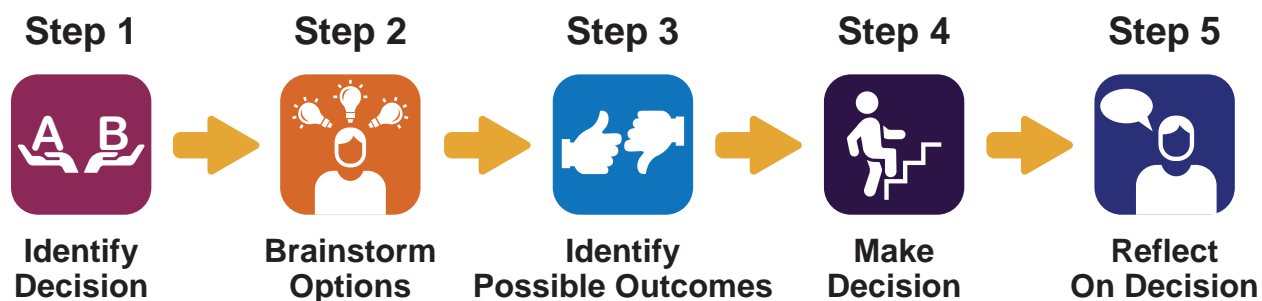 Step 1
Step 2
Step 3
Step 4
Step 5
A B
Identify
Decision
Brainstorm
Options
Identify
Possible Outcomes
Make
Decision
Reflect
On Decision